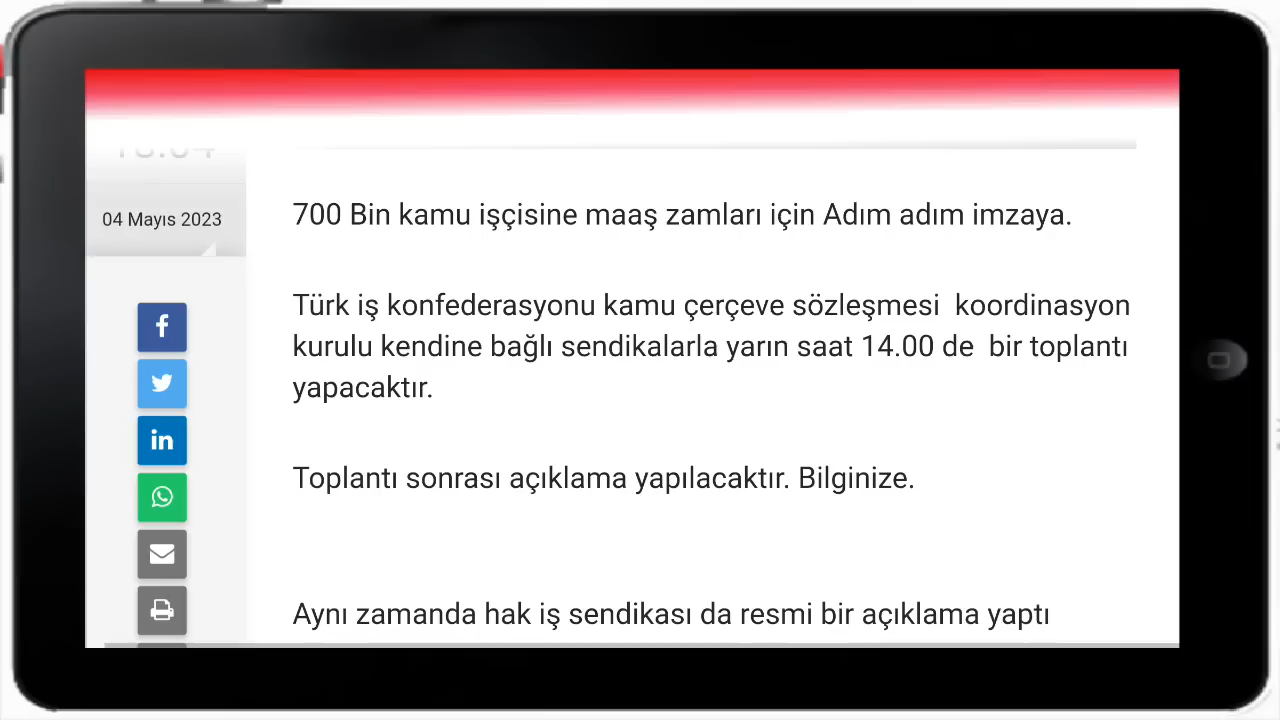 04 Mayıs 2023
700 Bin kamu işçisine maaş zamları için Adım adım imzaya.
Türk iş konfederasyonu kamu çerçeve sözleşmesi koordinasyon
kurulu kendine bağlı sendikalarla yarın saat 14.00 de bir toplantı
yapacaktır.
Toplantı sonrası açıklama yapılacaktır. Bilginize.
Aynı zamanda hak iş sendikası da resmi bir açıklama yaptı